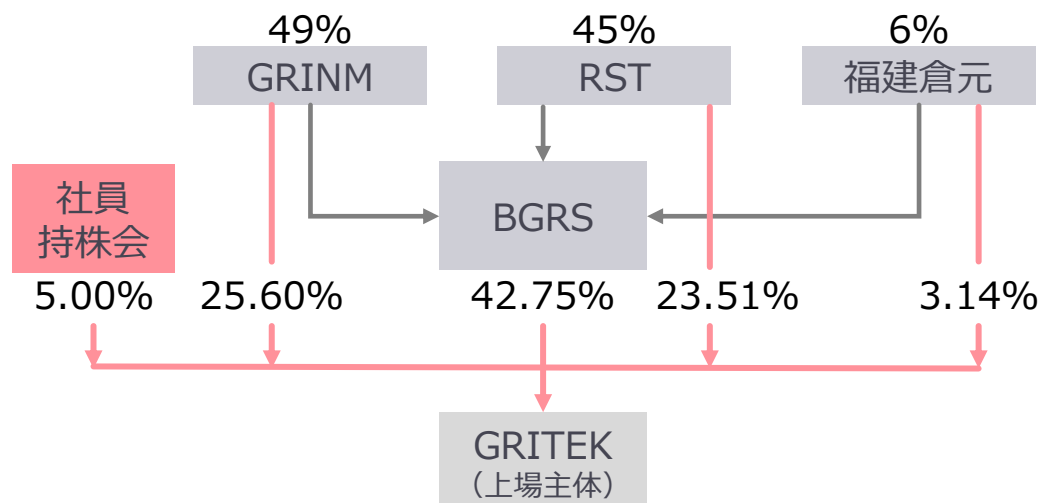 49%
45%
6%
GRINM
RST
福建倉元
社員
持株会
BGRS
5.00%
25.60%
42.75%
23.51%
3.14%
GRITEK
（上場主体）